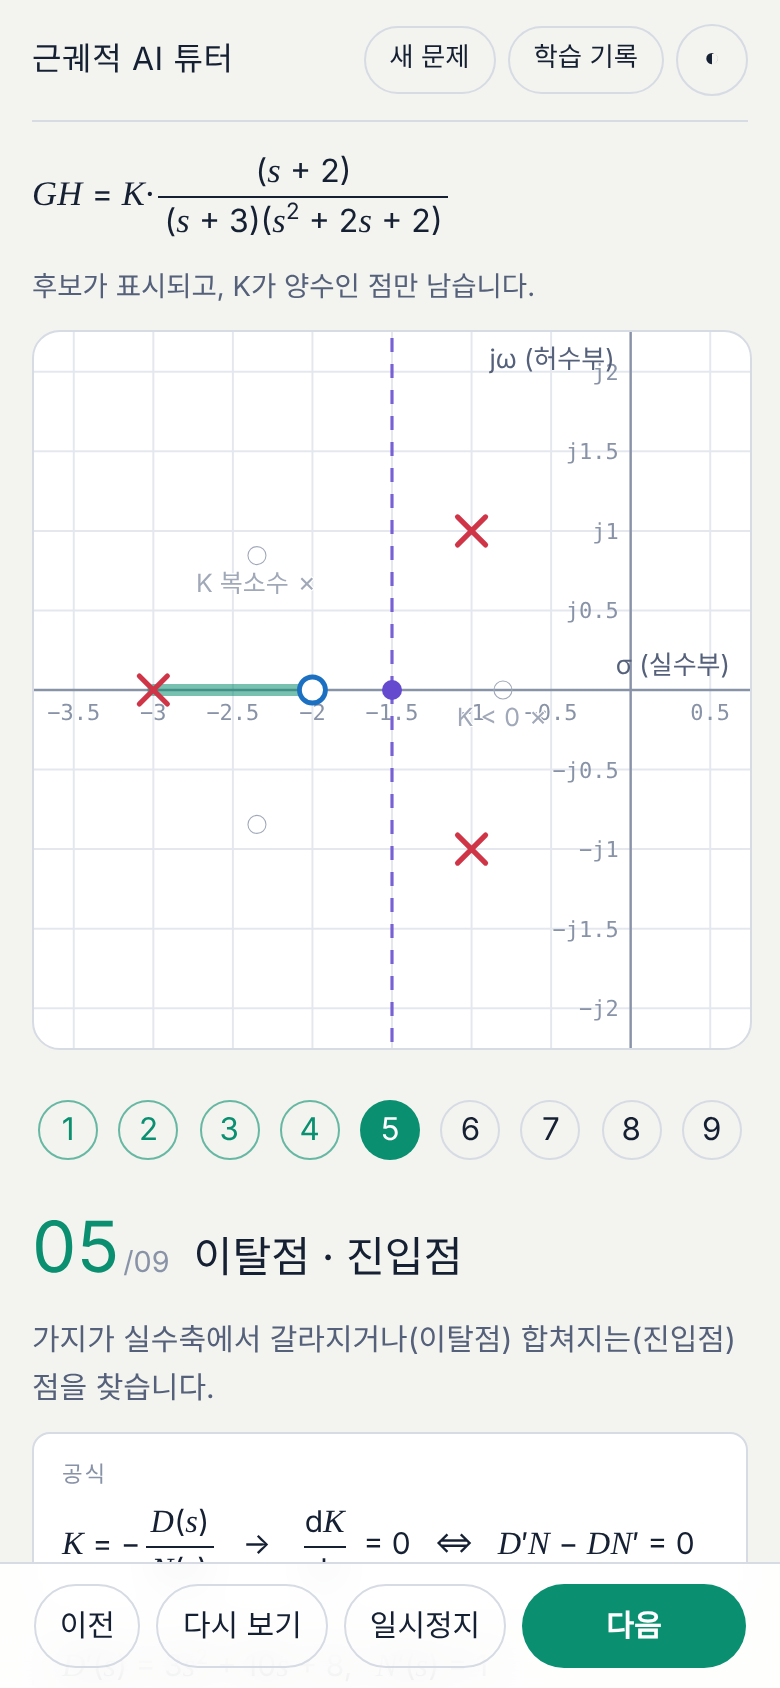 근궤적 AI 튜터
새 문제
학습 기록
GH = K· (s + 2) / (s + 3)(s² + 2s + 2)
후보가 표시되고, K가 양수인 점만 남습니다.
jω (허수부)
j2
j1.5
j1
K 복소수 ×
j0.5
σ (실수부)
−3.5 −3 −2.5 −2 −1.5 −1 −0.5 0.5
K < 0 ×
−j0.5
−j1
−j1.5
−j2
1 2 3 4 5 6 7 8 9
05 /09 이탈점 · 진입점
가지가 실수축에서 갈라지거나(이탈점) 합쳐지는(진입점)
점을 찾습니다.
공식
K = − D(s) → dK = 0 ⇔ D′N − DN′ = 0
이전 다시 보기 일시정지 다음